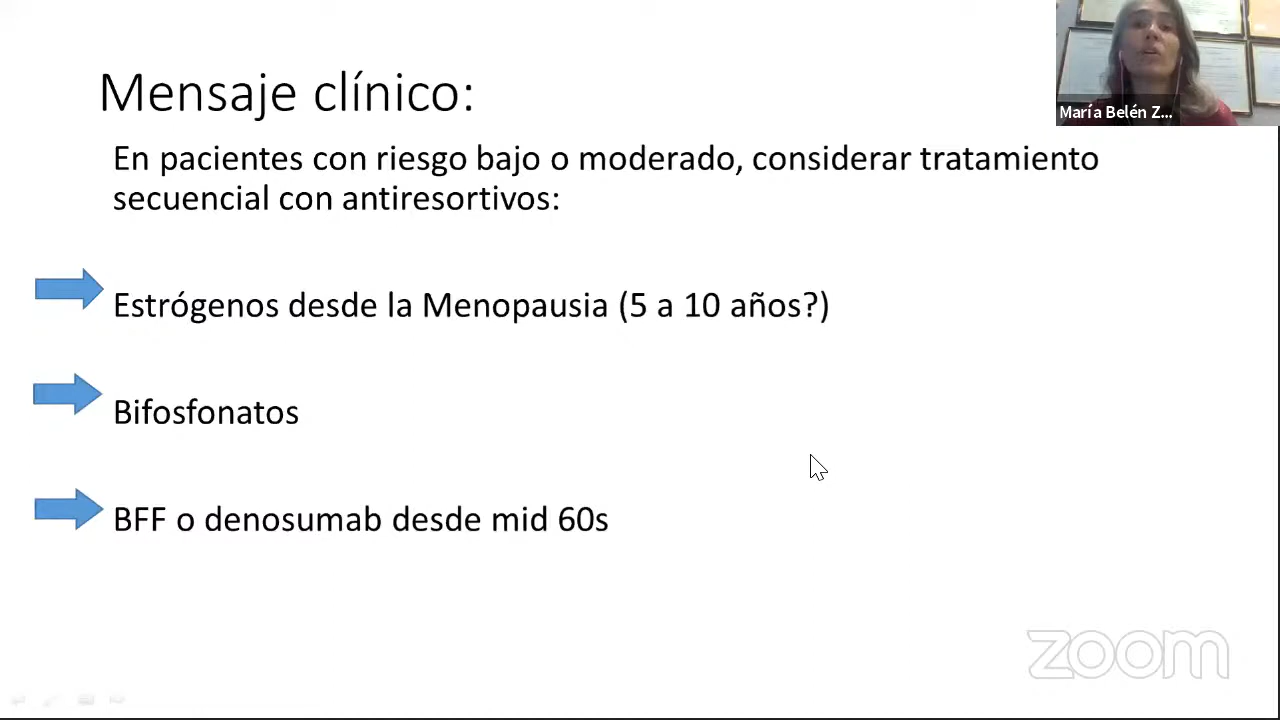 Mensaje clínico:
María Belén Z...
En pacientes con riesgo bajo o moderado, considerar tratamiento
secuencial con antiresortivos:
Estrógenos desde la Menopausia (5 a 10 años?)
Bifosfonatos
BFF o denosumab desde mid 60s
zoom